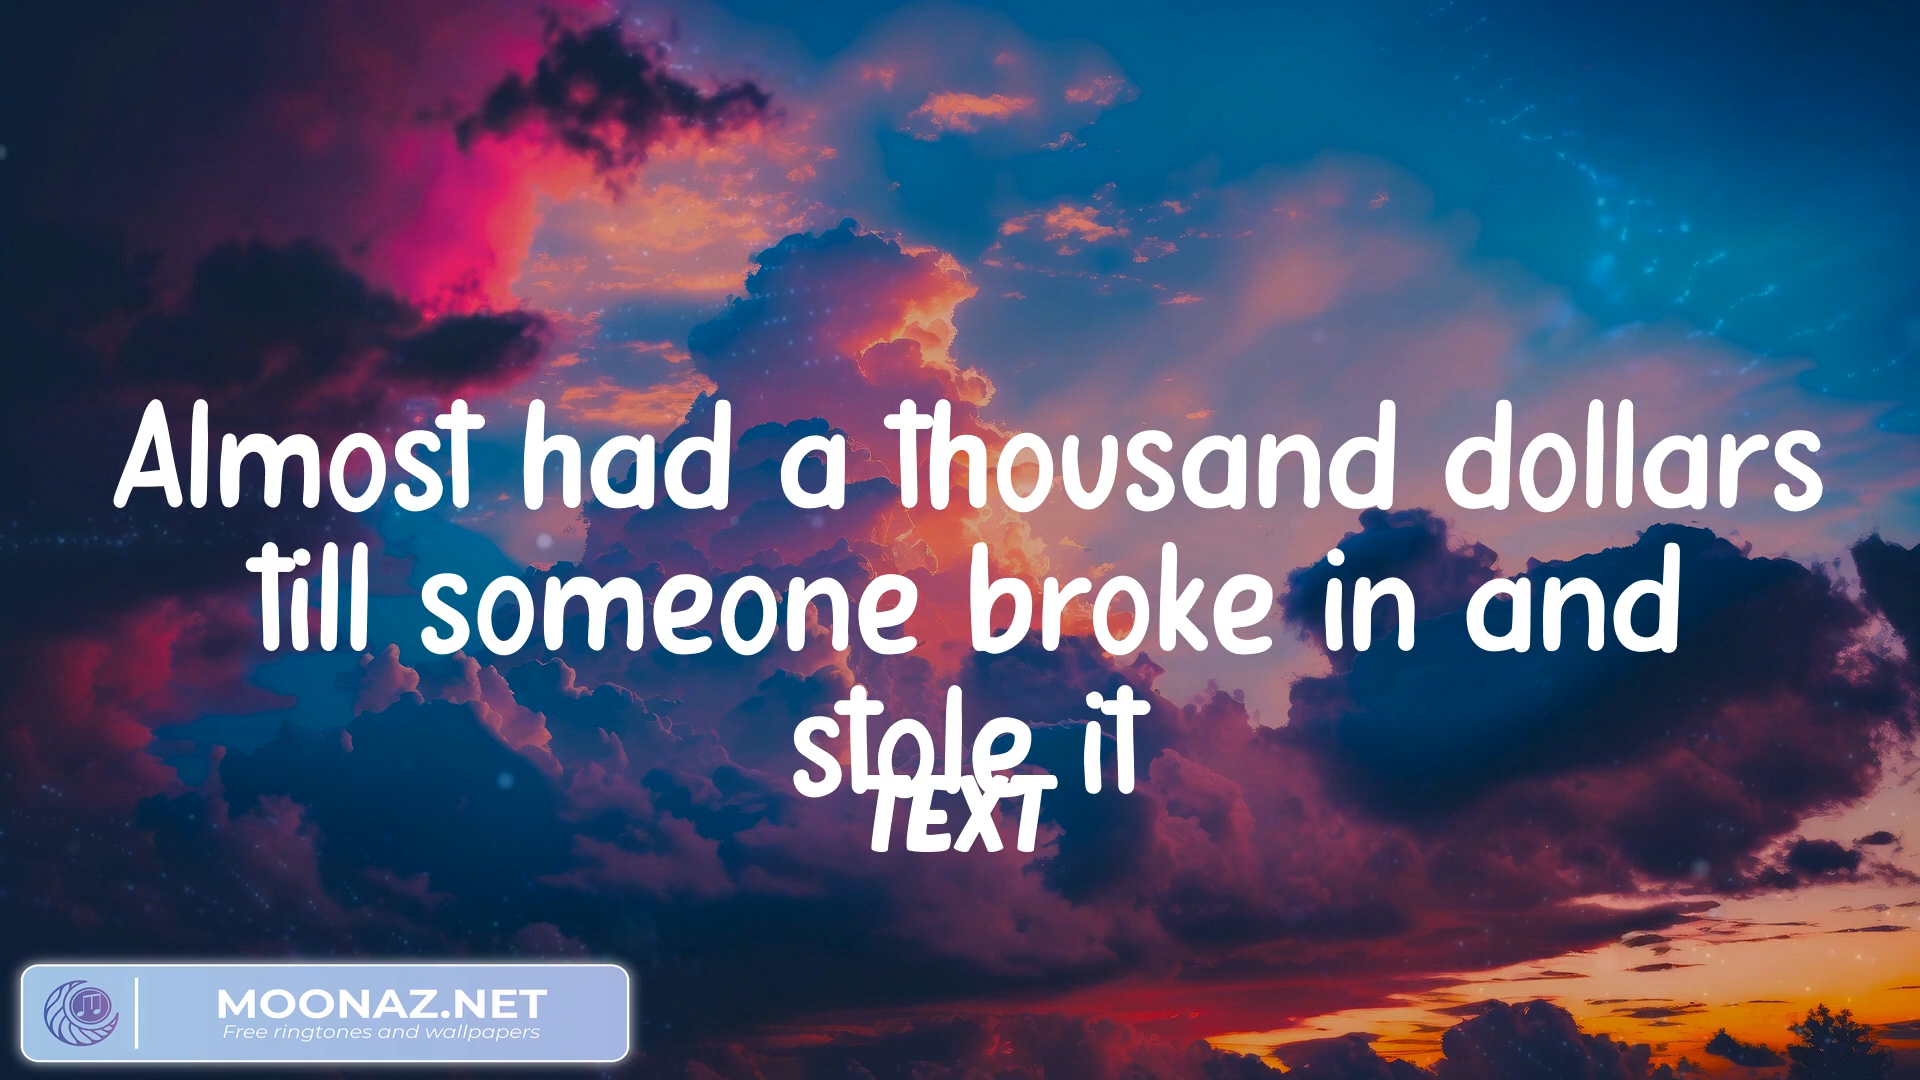 Almost had a thousand dollars
till someone broke in and
stole it
TEXT
MOONAZ.NET
Free ringtones and wallpapers